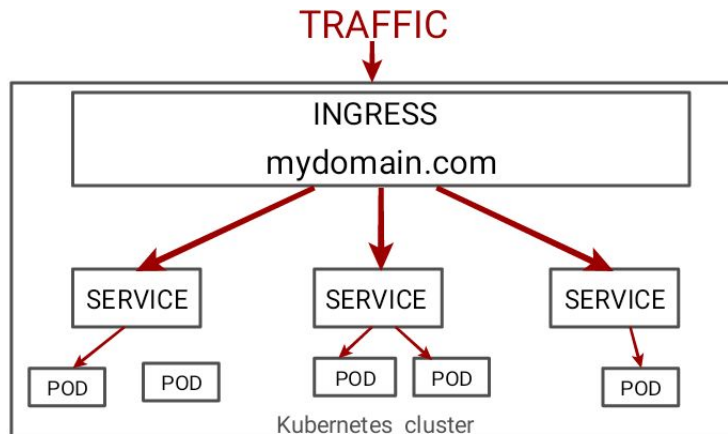 TRAFFIC
INGRESS
mydomain.com
SERVICE
SERVICE
SERVICE
POD
POD
POD
POD
POD
Kubernetes cluster